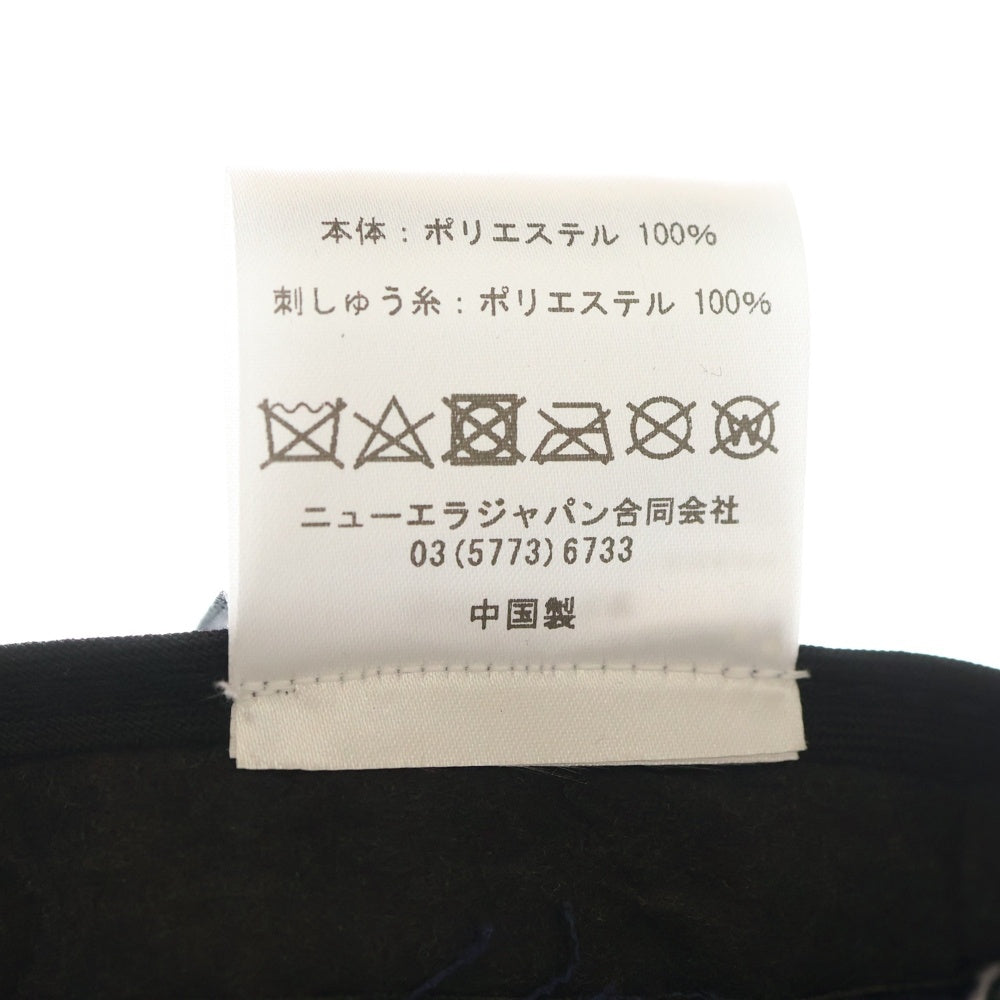 本体：ポリエステル 100%
刺しゅう糸：ポリエステル 100%
W
ニューエラジャパン合同会社
03(5773)6733
中国製